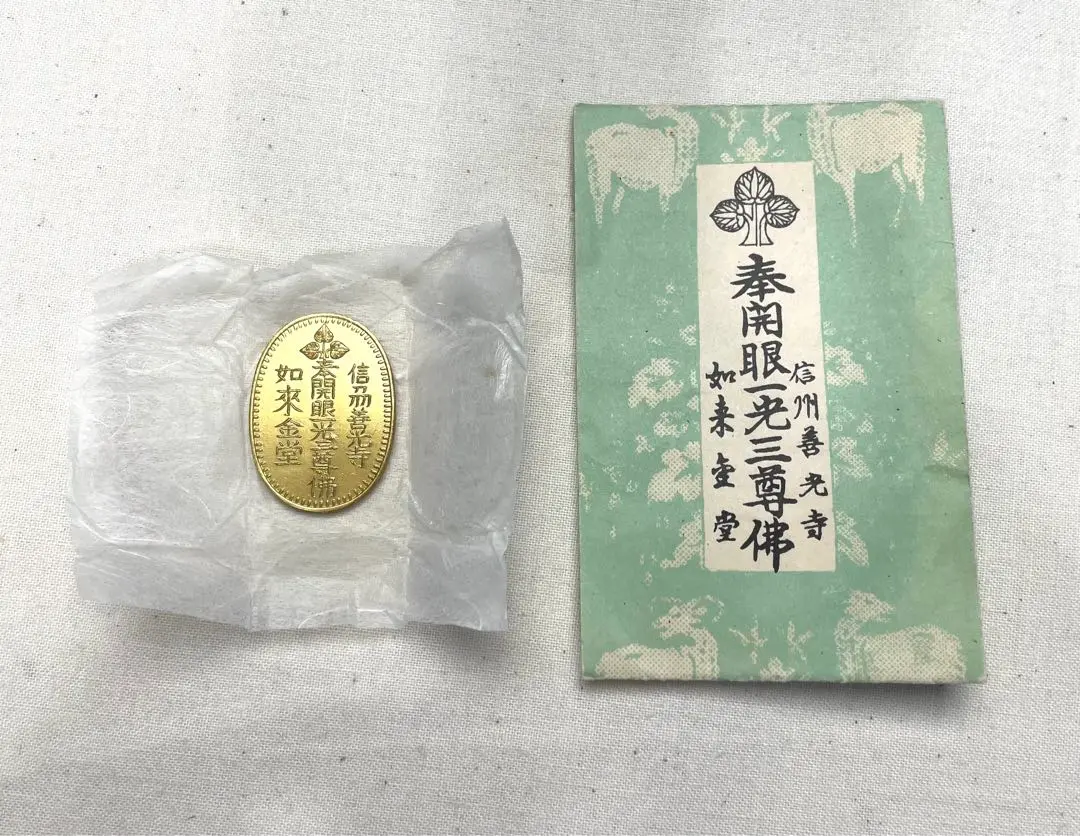 信州善光寺
奉開眼一光三尊佛
如來金堂
信州善光寺
奉開眼一光三尊佛
如来金堂